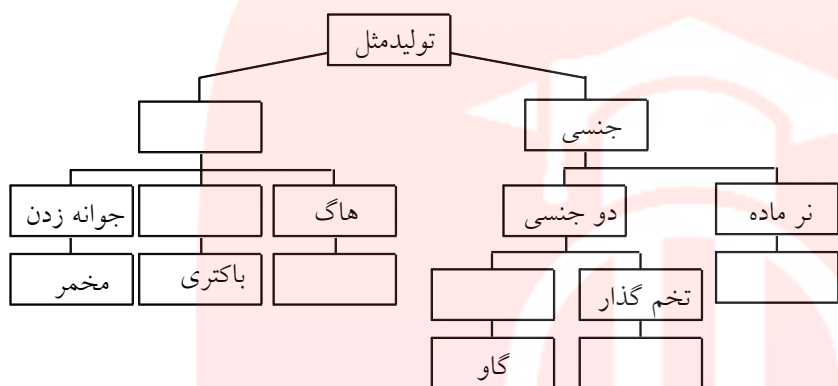 تولیدمثل
جنسی
نر ماده
دو جنسی
هاگ
جوانه زدن
تخم گذار
باکتری
مخمر
گاو